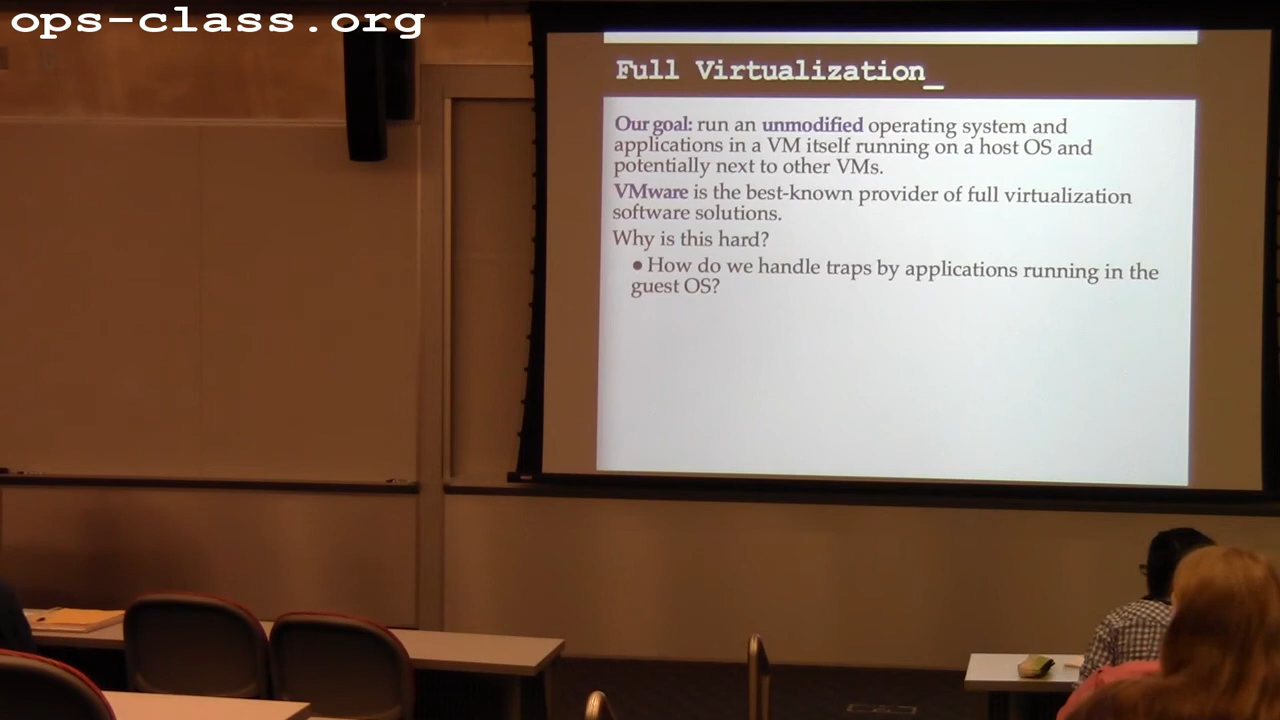 ops-class.org
Full Virtualization_
Our goal: run an unmodified operating system and
applications in a VM itself running on a host OS and
potentially next to other VMs.
VMware is the best-known provider of full virtualization
software solutions.
Why is this hard?
● How do we handle traps by applications running in the
guest OS?